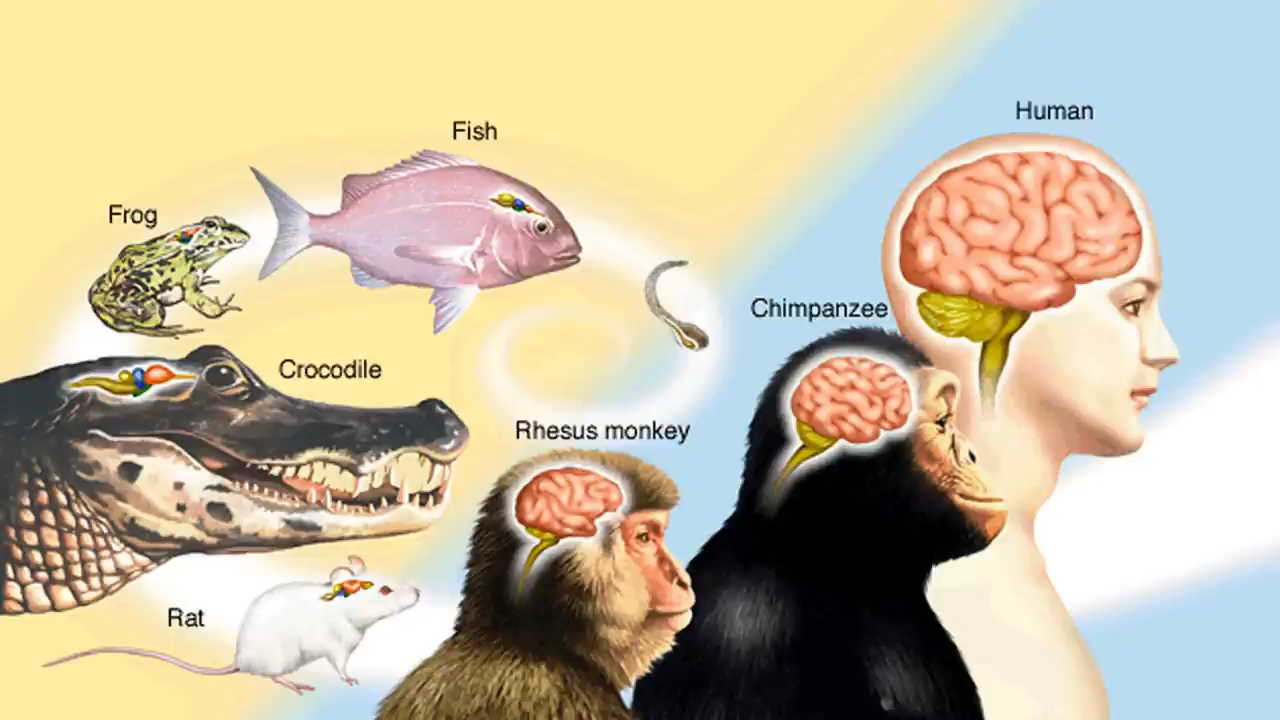 Human
Fish
Frog
Chimpanzee
Crocodile
Rhesus monkey
Rat